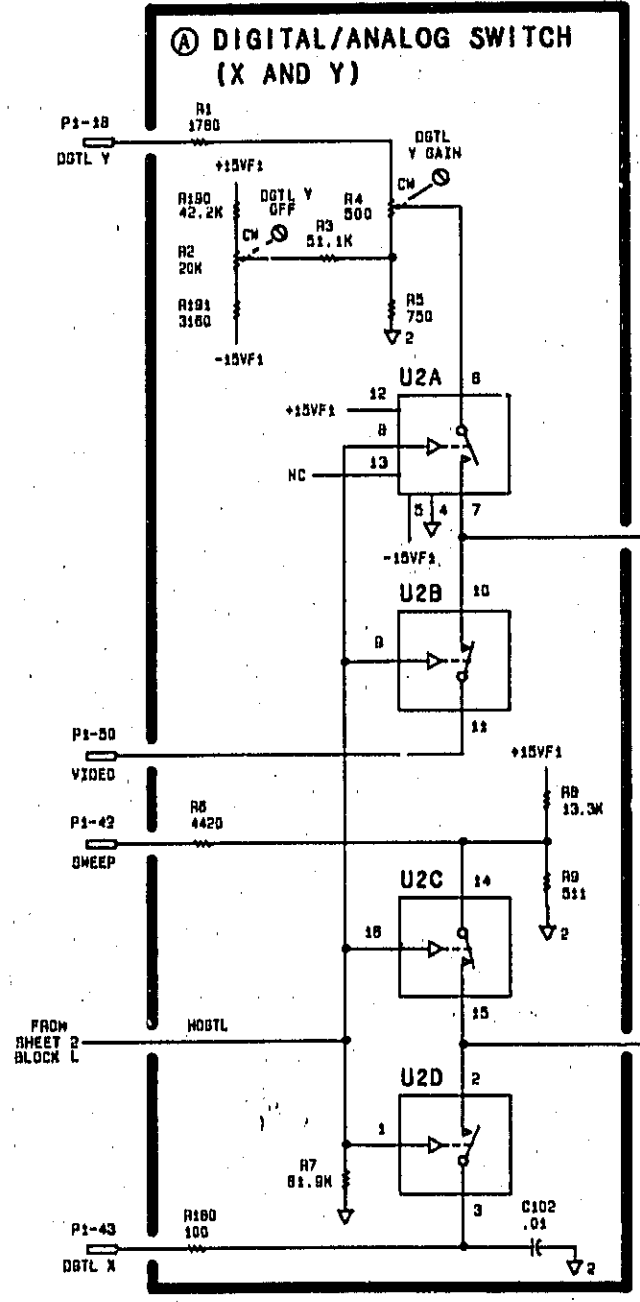 Ⓐ DIGITAL/ANALOG SWITCH
(X AND Y)
P1-18
DGTL Y
R1
1780
+15VF1
R190
42.2K
DGTL Y
OFF
CW
R2
20K
R3
51.1K
R4
500
CW
DGTL
Y GAIN
R191
3160
-15VF1
R5
750
2
U2A
6
12
+15VF1
8
13
NC
5
4
7
-15VF1
U2B
10
9
11
P1-50
VIDEO
+15VF1
R8
13.3K
P1-42
SWEEP
R6
4420
R9
511
2
U2C
14
16
15
FROM
SHEET 2
BLOCK L
HDGTL
U2D
2
1
R7
61.9K
3
P1-43
DGTL X
R180
100
C102
.01
2